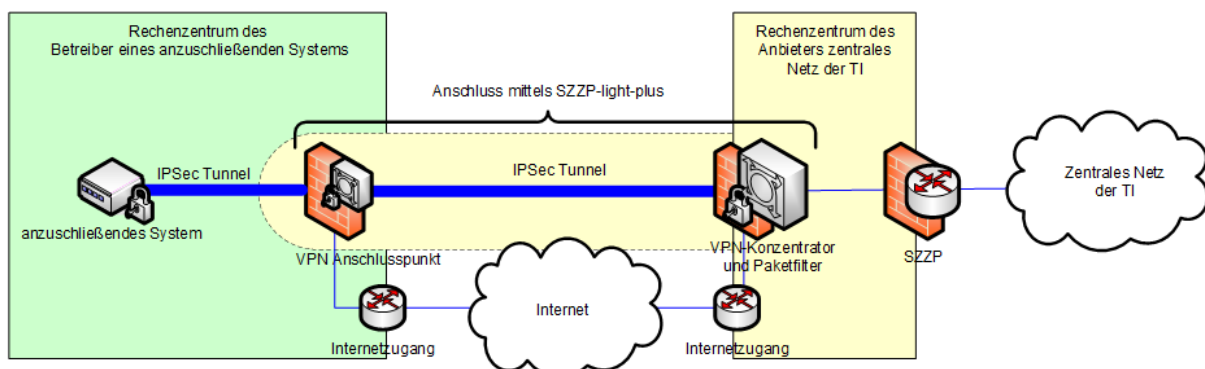 Rechenzentrum des
Betreiber eines anzuschließenden Systems
Rechenzentrum des
Anbieters zentrales
Netz der TI
Anschluss mittels SZZP-light-plus
IPSec Tunnel
IPSec Tunnel
Zentrales Netz
der TI
anzuschließendes System
VPN Anschlusspunkt
VPN-Konzentrator
und Paketfilter
SZZP
Internet
Internetzugang
Internetzugang